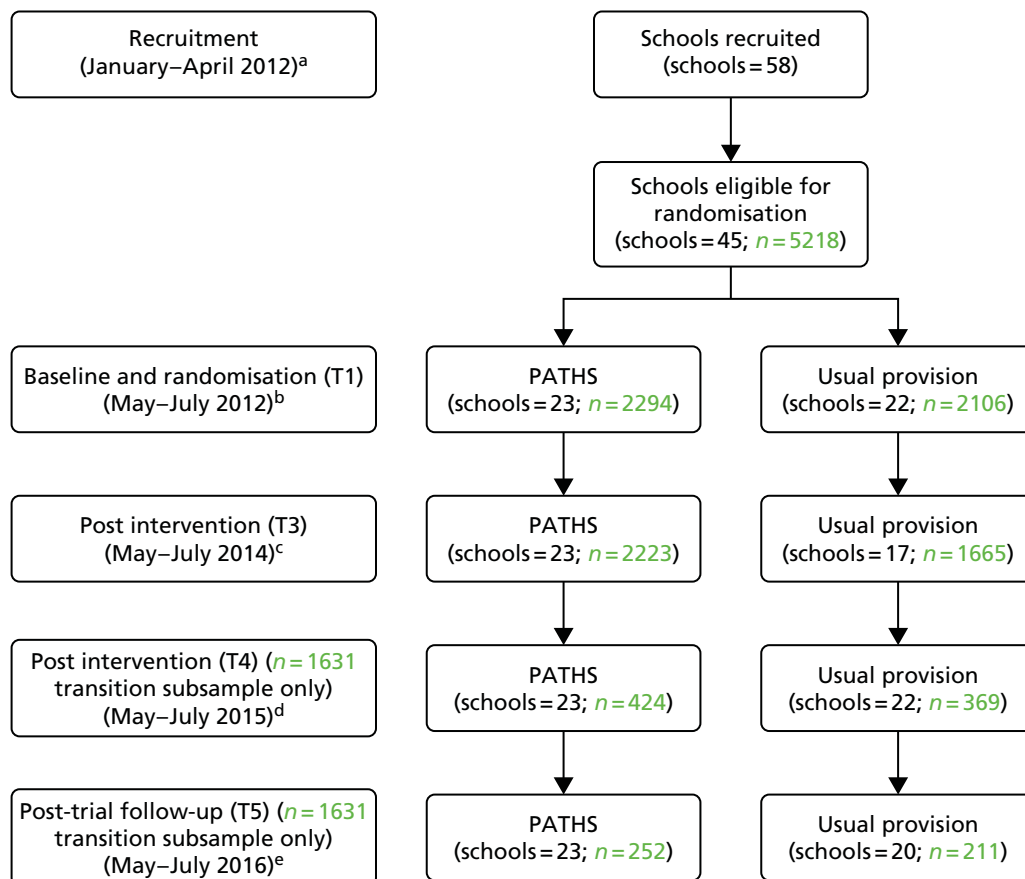 Recruitment
(January–April 2012)a
Schools recruited
(schools=58)
Schools eligible for
randomisation
(schools=45; n=5218)
Baseline and randomisation (T1)
(May–July 2012)b
PATHS
(schools=23; n=2294)
Usual provision
(schools=22; n=2106)
Post intervention (T3)
(May–July 2014)c
PATHS
(schools=23; n=2223)
Usual provision
(schools=17; n=1665)
Post intervention (T4) (n=1631
transition subsample only)
(May–July 2015)d
PATHS
(schools=23; n=424)
Usual provision
(schools=22; n=369)
Post-trial follow-up (T5) (n=1631
transition subsample only)
(May–July 2016)e
PATHS
(schools=23; n=252)
Usual provision
(schools=20; n=211)